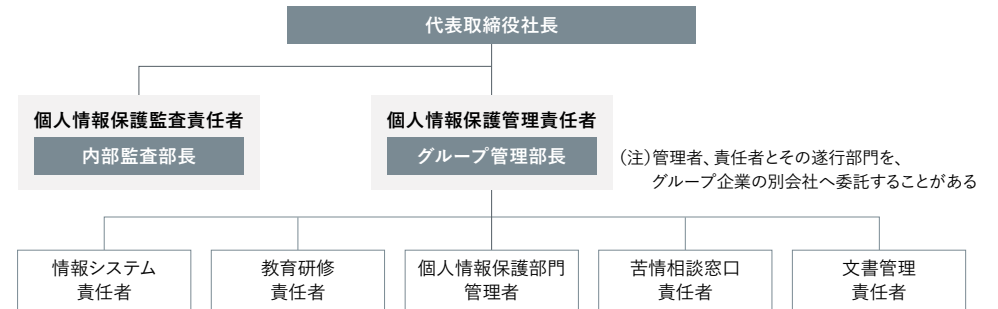 代表取締役社長
個人情報保護監査責任者
内部監査部長
個人情報保護管理責任者
グループ管理部長
(注)管理者、責任者とその遂行部門を、
グループ企業の別会社へ委託することがある
情報システム
責任者
教育研修
責任者
個人情報保護部門
管理者
苦情相談窓口
責任者
文書管理
責任者